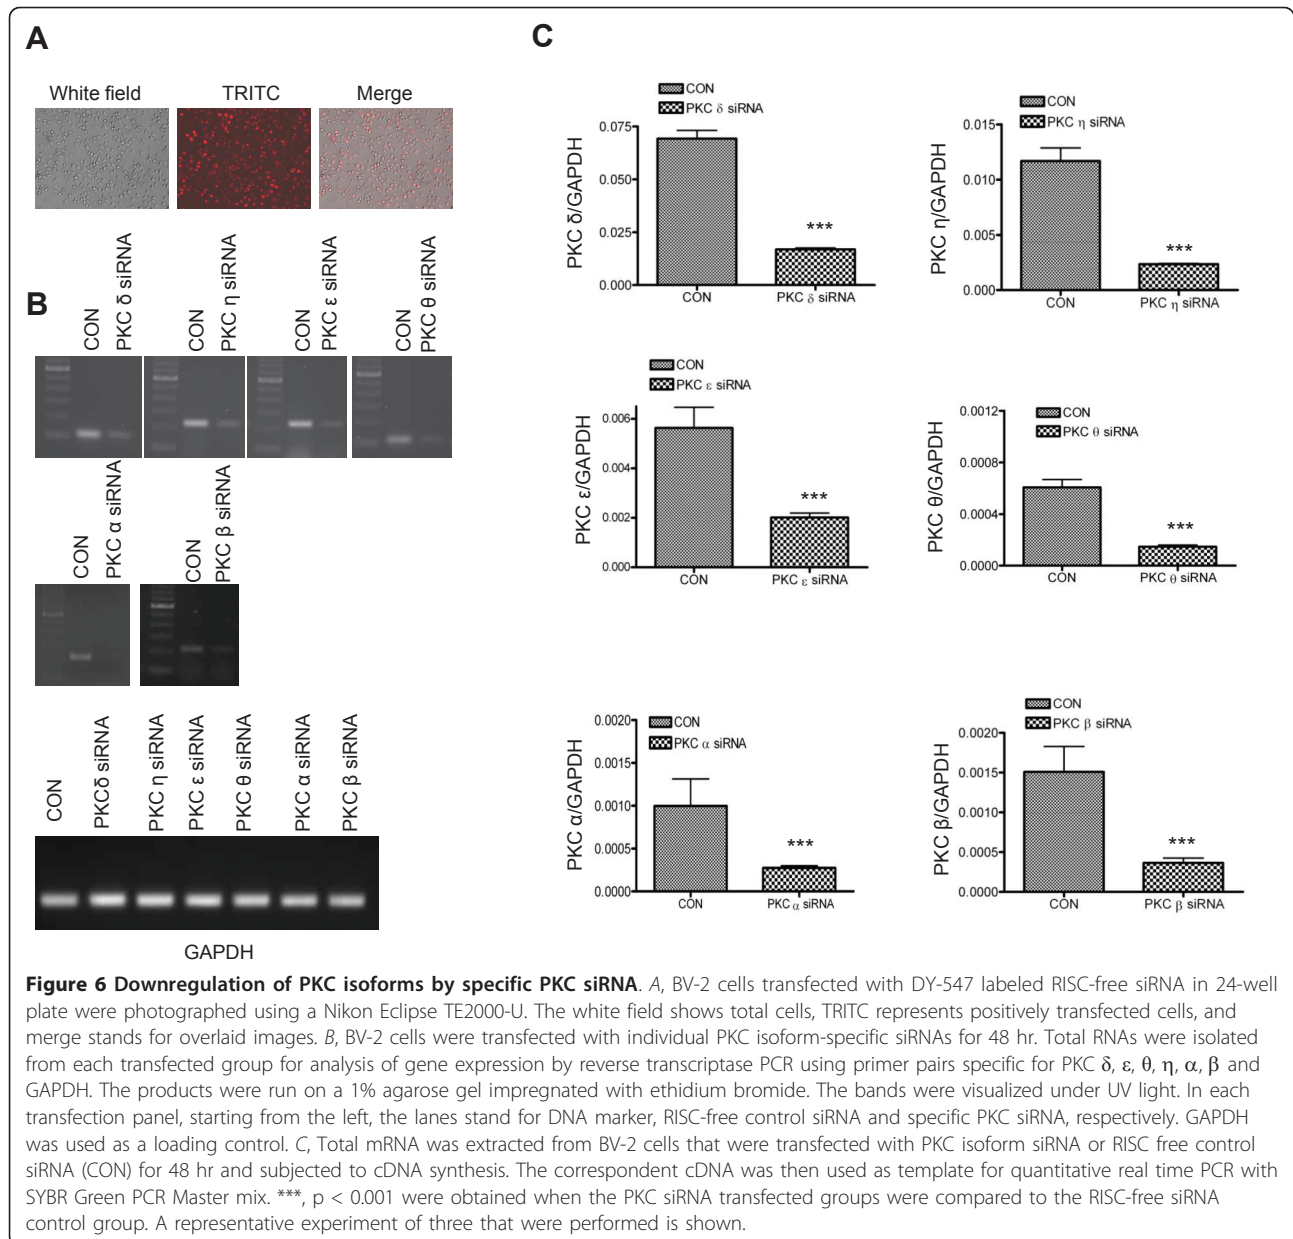 A
White field
TRITC
Merge
B
CON
PKC δ siRNA
CON
PKC η siRNA
CON
PKC ε siRNA
CON
PKC θ siRNA
CON
PKC α siRNA
CON
PKC β siRNA
CON
PKCδ siRNA
PKC η siRNA
PKC ε siRNA
PKC θ siRNA
PKC α siRNA
PKC β siRNA
GAPDH
C
CON
PKC δ siRNA
PKC δ/GAPDH
0.075
0.050
0.025
0.000
***
CON
PKC δ siRNA
CON
PKC η siRNA
PKC η/GAPDH
0.015
0.010
0.005
0.000
***
CON
PKC η siRNA
CON
PKC ε siRNA
PKC ε/GAPDH
0.006
0.004
0.002
0.000
***
CON
PKC ε siRNA
CON
PKC θ siRNA
PKC θ/GAPDH
0.0012
0.0008
0.0004
0.0000
***
CON
PKC θ siRNA
CON
PKC α siRNA
PKC α/GAPDH
0.0020
0.0015
0.0010
0.0005
0.0000
***
CON
PKC α siRNA
CON
PKC β siRNA
PKC β/GAPDH
0.0020
0.0015
0.0010
0.0005
0.0000
***
CON
PKC β siRNA
Figure 6 Downregulation of PKC isoforms by specific PKC siRNA. A, BV-2 cells transfected with DY-547 labeled RISC-free siRNA in 24-well
plate were photographed using a Nikon Eclipse TE2000-U. The white field shows total cells, TRITC represents positively transfected cells, and
merge stands for overlaid images. B, BV-2 cells were transfected with individual PKC isoform-specific siRNAs for 48 hr. Total RNAs were isolated
from each transfected group for analysis of gene expression by reverse transcriptase PCR using primer pairs specific for PKC δ, ε, θ, η, α, β and
GAPDH. The products were run on a 1% agarose gel impregnated with ethidium bromide. The bands were visualized under UV light. In each
transfection panel, starting from the left, the lanes stand for DNA marker, RISC-free control siRNA and specific PKC siRNA, respectively. GAPDH
was used as a loading control. C, Total mRNA was extracted from BV-2 cells that were transfected with PKC isoform siRNA or RISC free control
siRNA (CON) for 48 hr and subjected to cDNA synthesis. The correspondent cDNA was then used as template for quantitative real time PCR with
SYBR Green PCR Master mix. ***, p < 0.001 were obtained when the PKC siRNA transfected groups were compared to the RISC-free siRNA
control group. A representative experiment of three that were performed is shown.